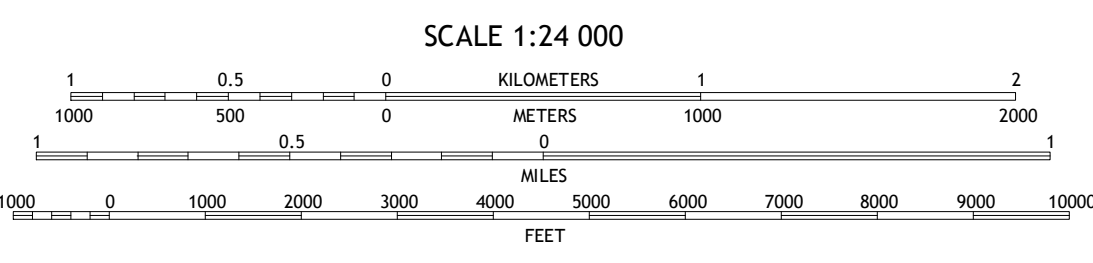 SCALE 1:24 000
1 0.5 0 KILOMETERS 1 2
1000 500 0 METERS 1000 2000
1 0.5 0 1
MILES
1000 0 1000 2000 3000 4000 5000 6000 7000 8000 9000 10000
FEET